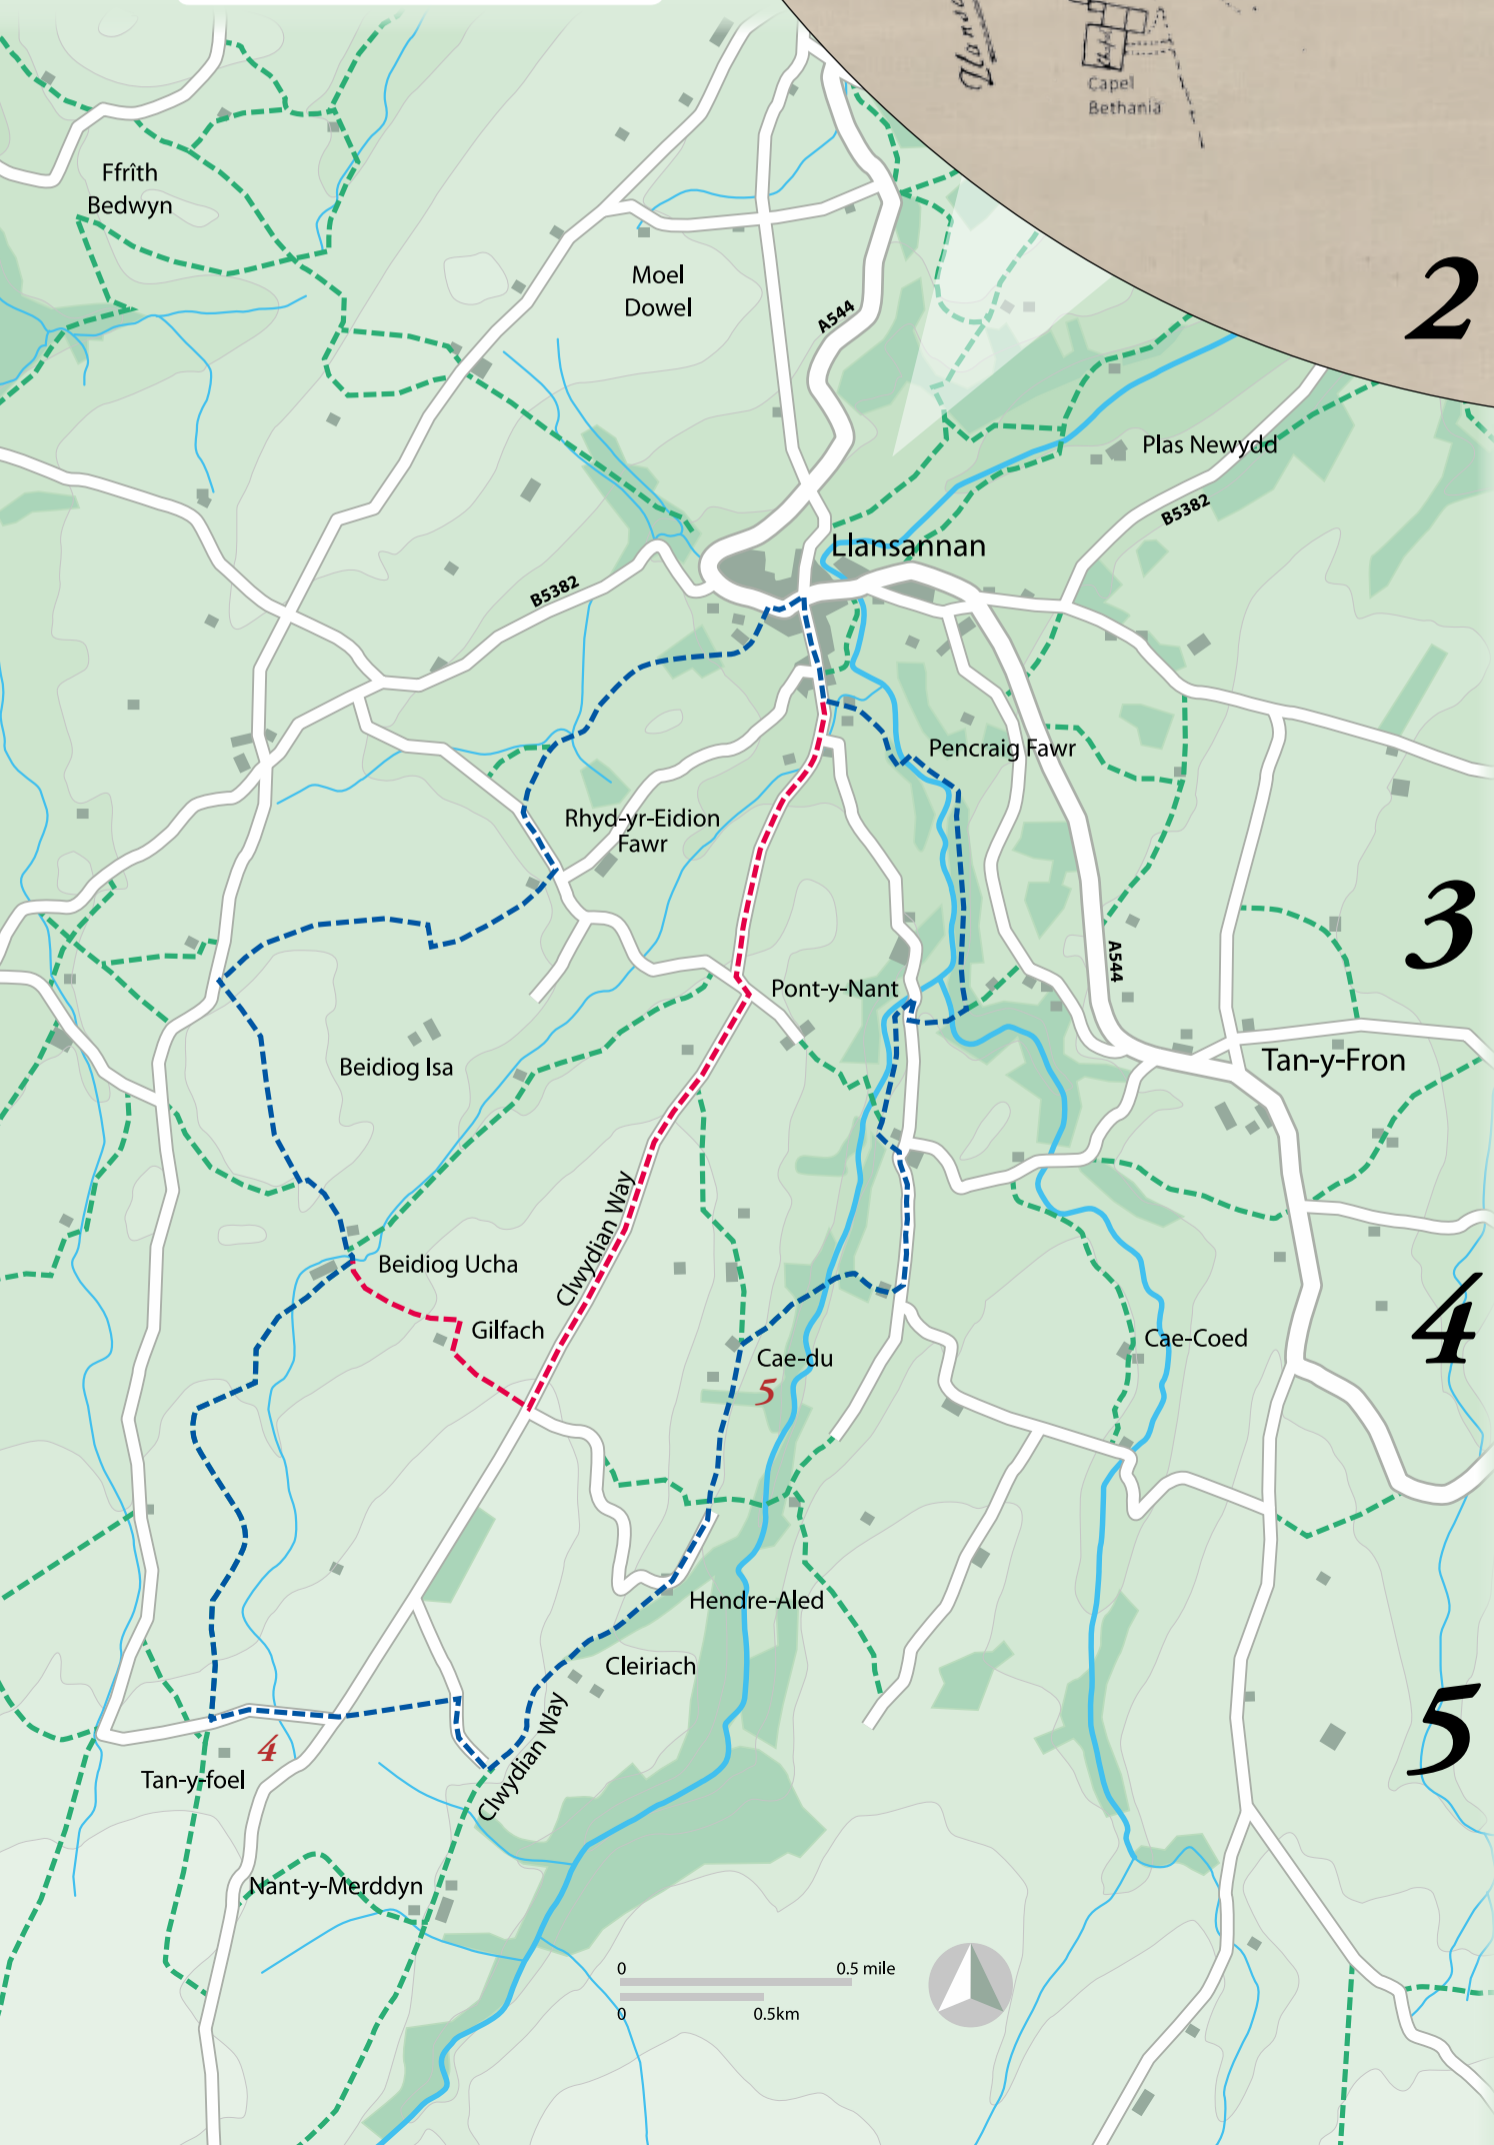 Llansa
Chapel
Capel
Bethania
2
Ffrîth
Bedwyn
Moel
Dowel
A544
Plas Newydd
B5382
Llansannan
B5382
Pencraig Fawr
Rhyd-yr-Eidion
Fawr
3
A544
Pont-y-Nant
Tan-y-Fron
Beidiog Isa
Clwydian Way
Beidiog Ucha
Gilfach
4
Cae-Coed
Cae-du
5
Hendre-Aled
Cleiriach
Clwydian Way
5
4
Tan-y-foel
Nant-y-Merddyn
0 0.5 mile
0 0.5km